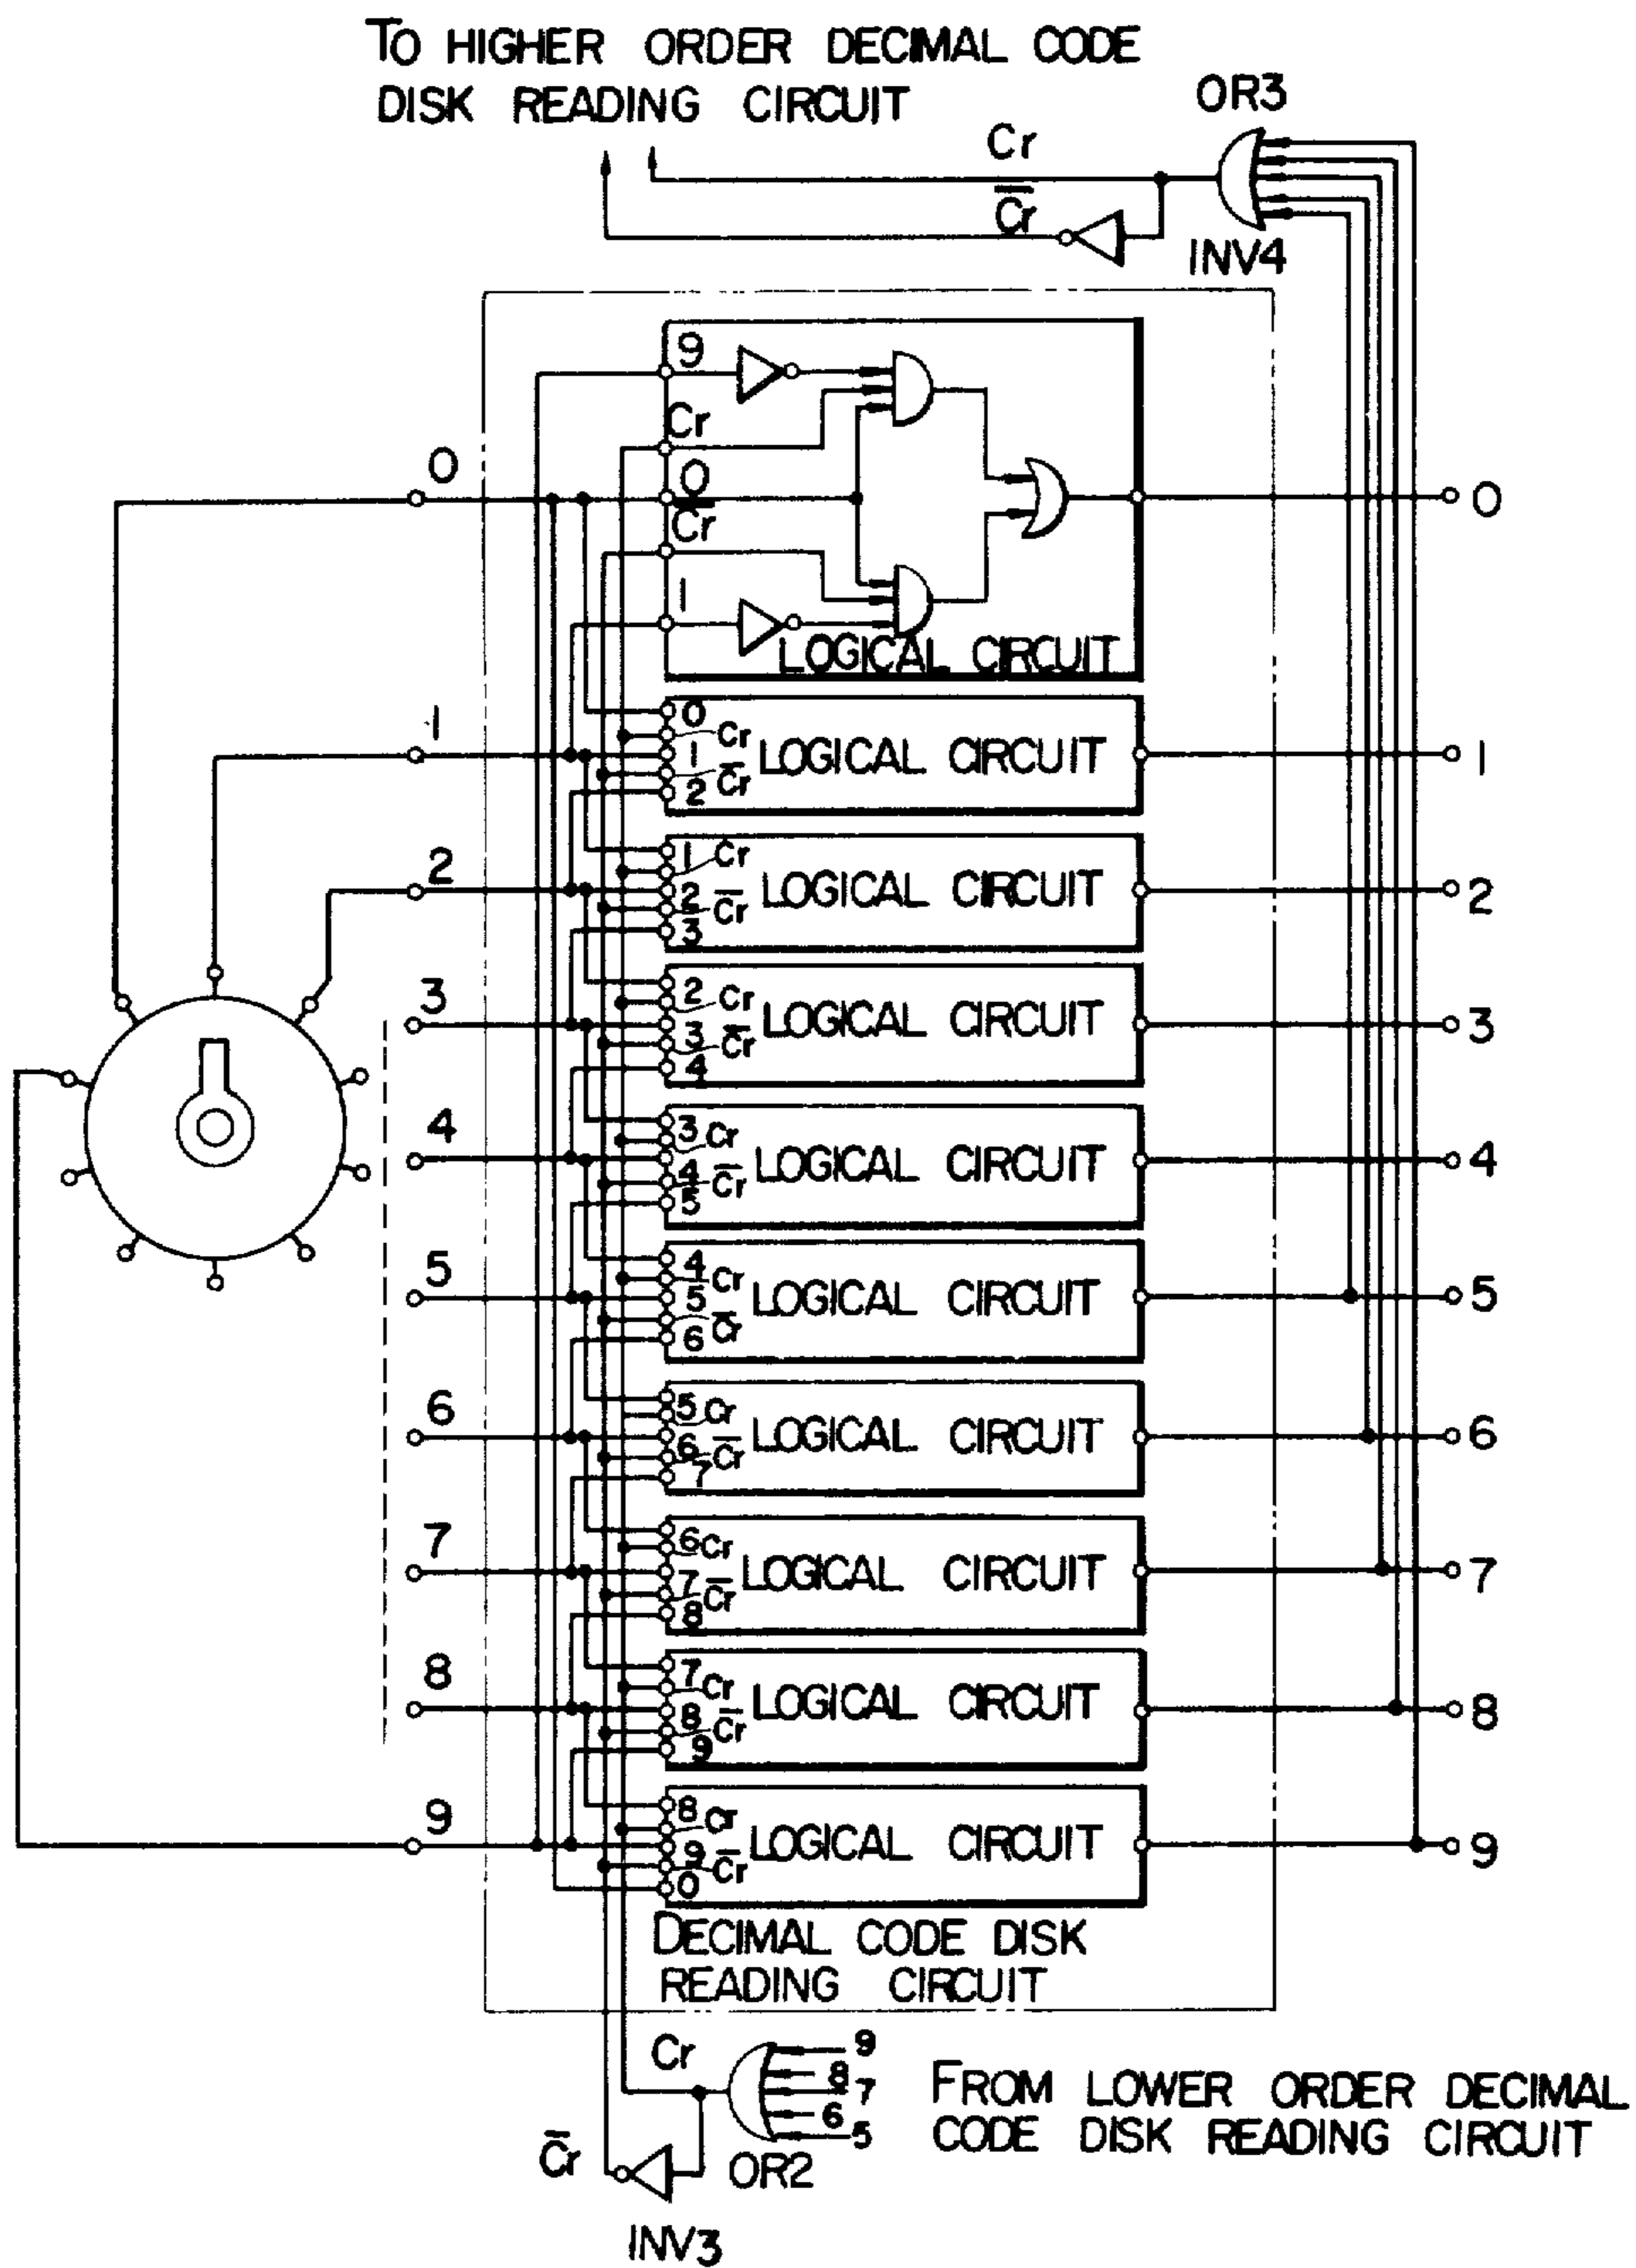 TO HIGHER ORDER DECIMAL CODE
DISK READING CIRCUIT
OR3
Cr
C̅r̅
INV4
9
Cr
0
0
0
C̅r̅
1
LOGICAL CIRCUIT
1
0
Cr
1
C̅r̅
2
LOGICAL CIRCUIT
1
2
1
Cr
2
C̅r̅
3
LOGICAL CIRCUIT
2
3
2
Cr
3
C̅r̅
4
LOGICAL CIRCUIT
3
4
3
Cr
4
C̅r̅
5
LOGICAL CIRCUIT
4
5
4
Cr
5
C̅r̅
6
LOGICAL CIRCUIT
5
6
5
Cr
6
C̅r̅
7
LOGICAL CIRCUIT
6
7
6
Cr
7
C̅r̅
8
LOGICAL CIRCUIT
7
8
7
Cr
8
C̅r̅
9
LOGICAL CIRCUIT
8
9
8
Cr
9
C̅r̅
0
LOGICAL CIRCUIT
9
DECIMAL CODE DISK
READING CIRCUIT
Cr
9
8
7
6
5
FROM LOWER ORDER DECIMAL
CODE DISK READING CIRCUIT
C̅r̅
OR2
INV3